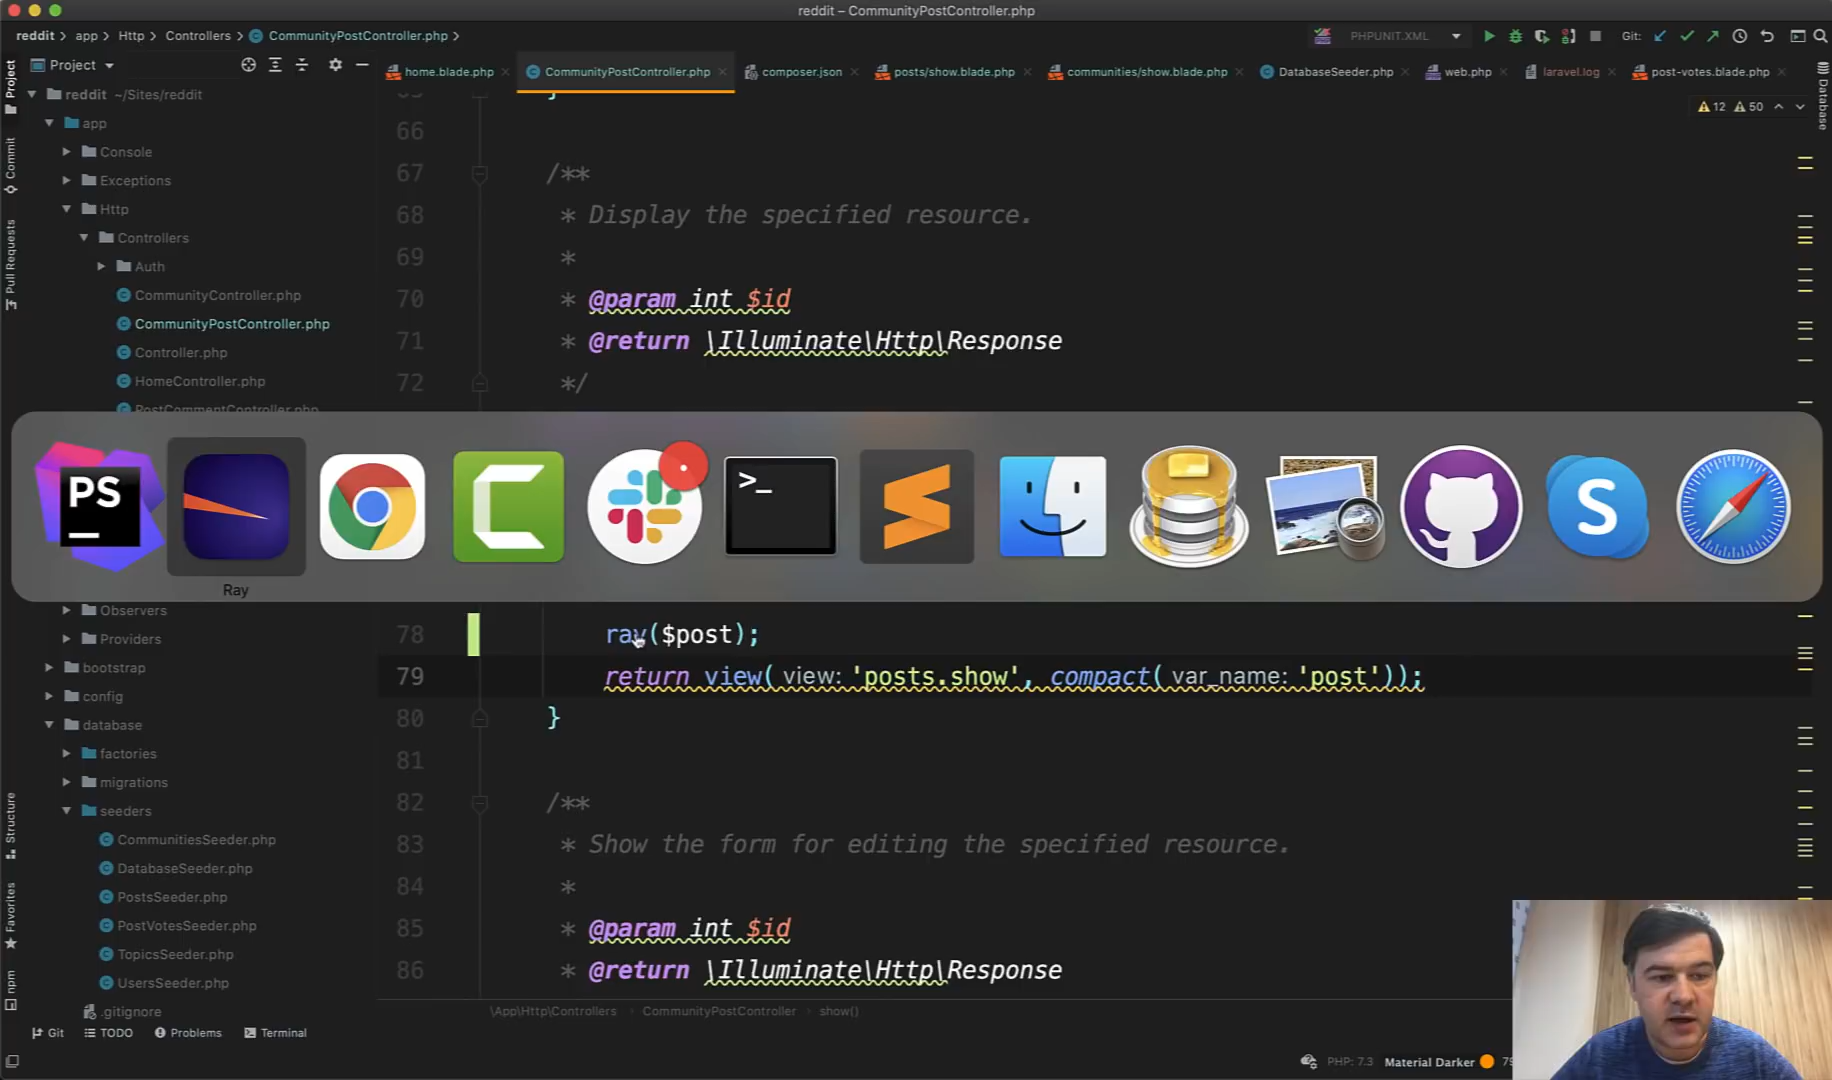 reddit – CommunityPostController.php
reddit > app > Http > Controllers > CommunityPostController.php >
PHPUNIT.XML
Git:
Project
home.blade.php
CommunityPostController.php
composer.json
posts/show.blade.php
communities/show.blade.php
DatabaseSeeder.php
web.php
laravel.log
post-votes.blade.php
12 50
Project
Commit
Pull Requests
Structure
Favorites
npm
Database
reddit ~/Sites/reddit
app
Console
Exceptions
Http
Controllers
Auth
CommunityController.php
CommunityPostController.php
Controller.php
HomeController.php
PostCommentController.php
Observers
Providers
bootstrap
config
database
factories
migrations
seeders
CommunitiesSeeder.php
DatabaseSeeder.php
PostsSeeder.php
PostVotesSeeder.php
TopicsSeeder.php
UsersSeeder.php
.gitignore
65 }
66
67 /**
68 * Display the specified resource.
69 *
70 * @param int $id
71 * @return \Illuminate\Http\Response
72 */
PS
>_
S
Ray
78 ray($post);
79 return view( view: 'posts.show', compact( var_name: 'post'));
80 }
81
82 /**
83 * Show the form for editing the specified resource.
84 *
85 * @param int $id
86 * @return \Illuminate\Http\Response
\App\Http\Controllers > CommunityPostController > show()
Git
TODO
Problems
Terminal
PHP: 7.3
Material Darker